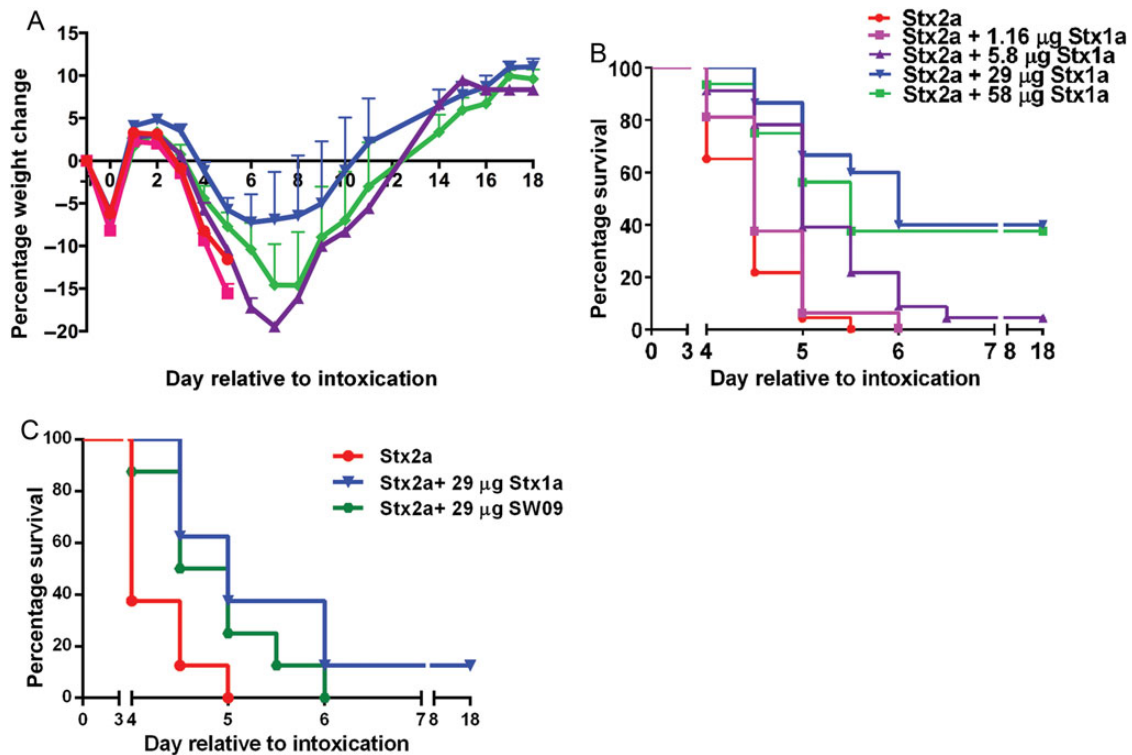 A
15
10
5
0
–5
–10
–15
–20
Percentage weight change
0 2 4 6 8 10 12 14 16 18
Day relative to intoxication
B
Stx2a
Stx2a + 1.16 μg Stx1a
Stx2a + 5.8 μg Stx1a
Stx2a + 29 μg Stx1a
Stx2a + 58 μg Stx1a
100
80
60
40
20
0
Percentage survival
0 3 4 5 6 7 8 18
Day relative to intoxication
C
Stx2a
Stx2a+ 29 μg Stx1a
Stx2a+ 29 μg SW09
100
80
60
40
20
0
Percentage survival
0 3 4 5 6 7 8 18
Day relative to intoxication